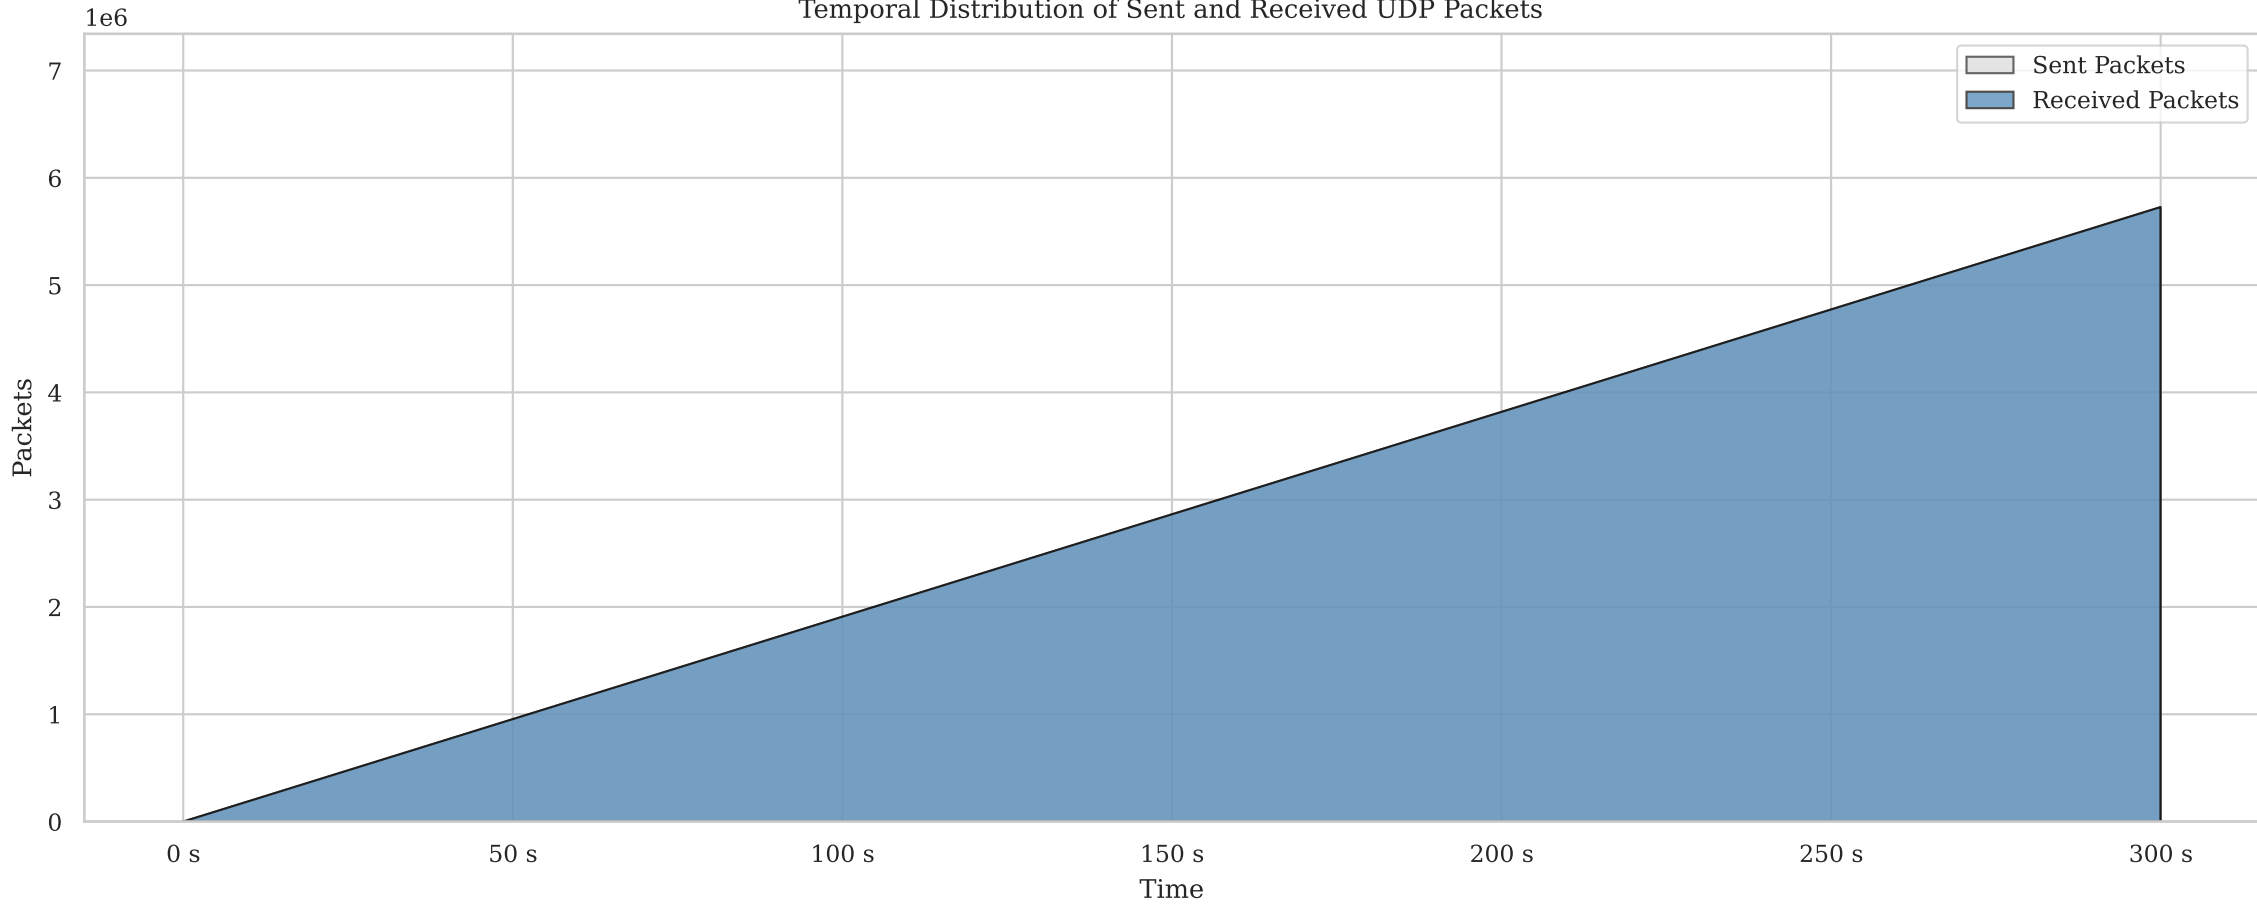 Temporal Distribution of Sent and Received UDP Packets
1e6
7
6
5
4
3
2
1
0
Packets
Sent Packets
Received Packets
0 s 50 s 100 s 150 s 200 s 250 s 300 s
Time